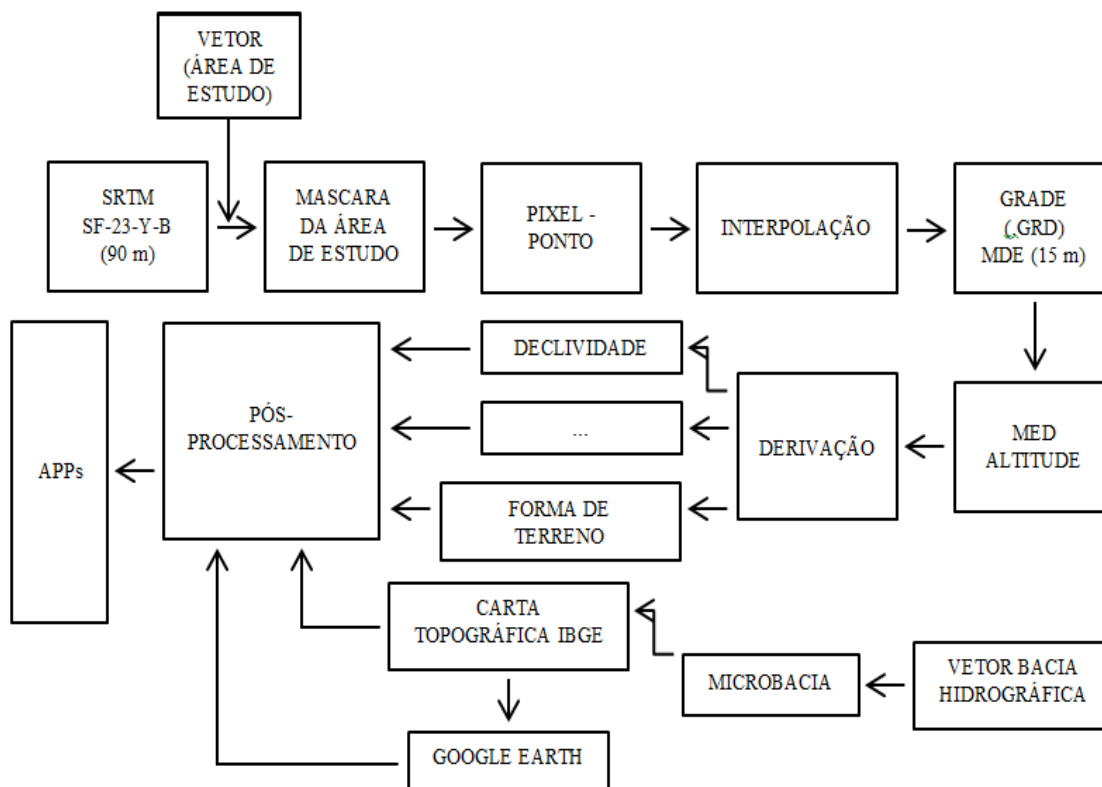 VETOR
(ÁREA DE
ESTUDO)
SRTM
SF-23-Y-B
(90 m)
MASCARA
DA ÁREA
DE ESTUDO
PIXEL -
PONTO
INTERPOLAÇÃO
GRADE
(.GRD)
MDE (15 m)
APPs
PÓS-
PROCESSAMENTO
DECLIVIDADE
...
FORMA DE
TERRENO
DERIVAÇÃO
MED
ALTITUDE
CARTA
TOPOGRÁFICA IBGE
MICROBACIA
VETOR BACIA
HIDROGRÁFICA
GOOGLE EARTH